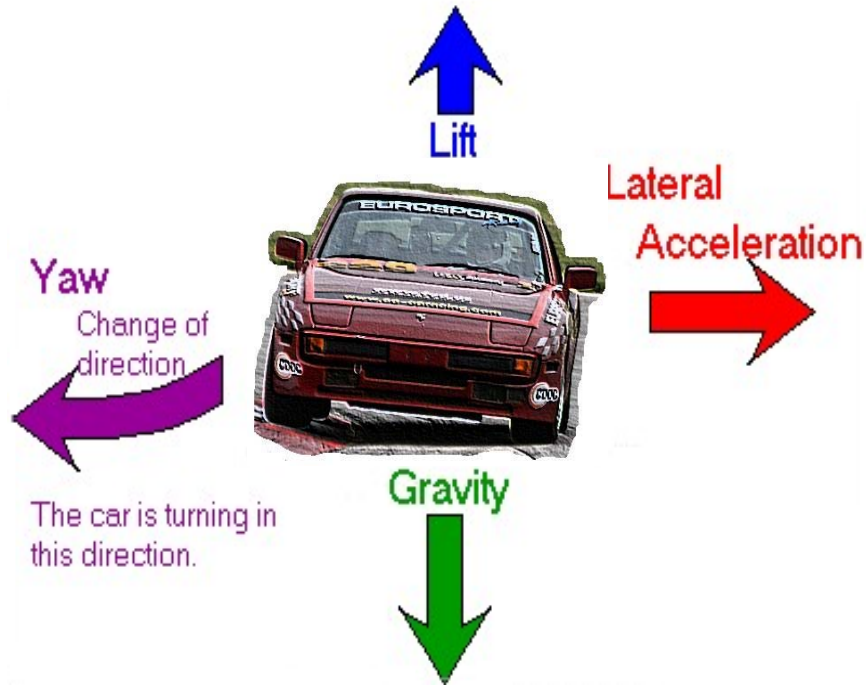 Lift
Lateral
Acceleration
EUROSPORT
Yaw
Change of
direction
Gravity
The car is turning in
this direction.